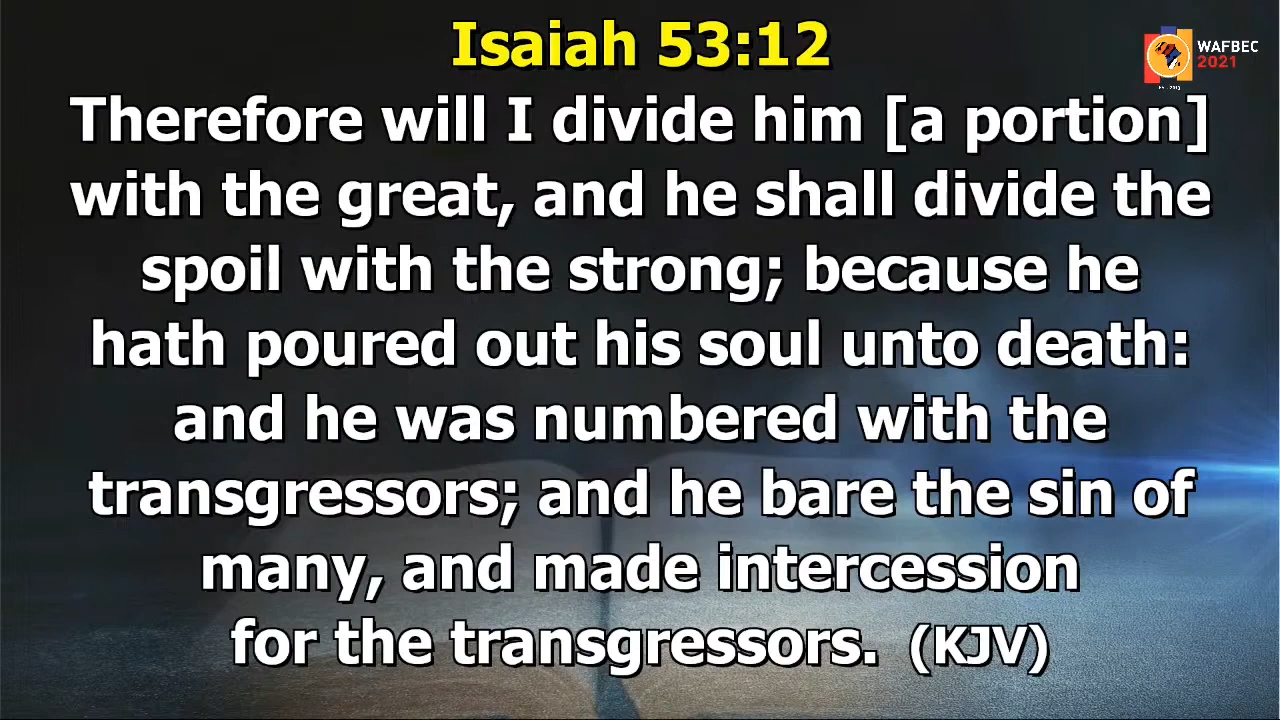 Isaiah 53:12
WAFBEC
2021
Therefore will I divide him [a portion]
with the great, and he shall divide the
spoil with the strong; because he
hath poured out his soul unto death:
and he was numbered with the
transgressors; and he bare the sin of
many, and made intercession
for the transgressors. (KJV)